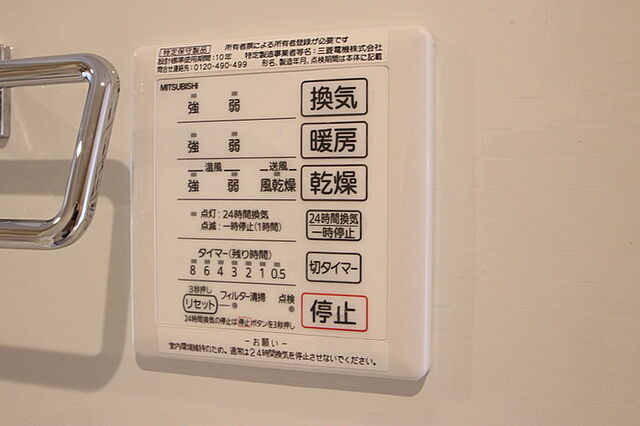 特定保守製品 所有者票による所有者登録が必要です
設計標準使用期間:10年 特定製造事業者等名:三菱電機株式会社
問合せ連絡先:0120-490-499 形名、製造年月、点検期間は本体に記載
MITSUBISHI
強 弱 換気
強 弱 暖房
温風 送風
強 弱 風乾燥 乾燥
点灯:24時間換気
点滅:一時停止(1時間)
24時間換気
一時停止
タイマー(残り時間)
8 6 4 3 2 1 0.5
切タイマー
3秒押し
リセット フィルター清掃 点検
停止
24時間換気の停止は停止ボタンを3秒押し
-お願い-
室内環境維持のため、通常は24時間換気を停止させないでください。